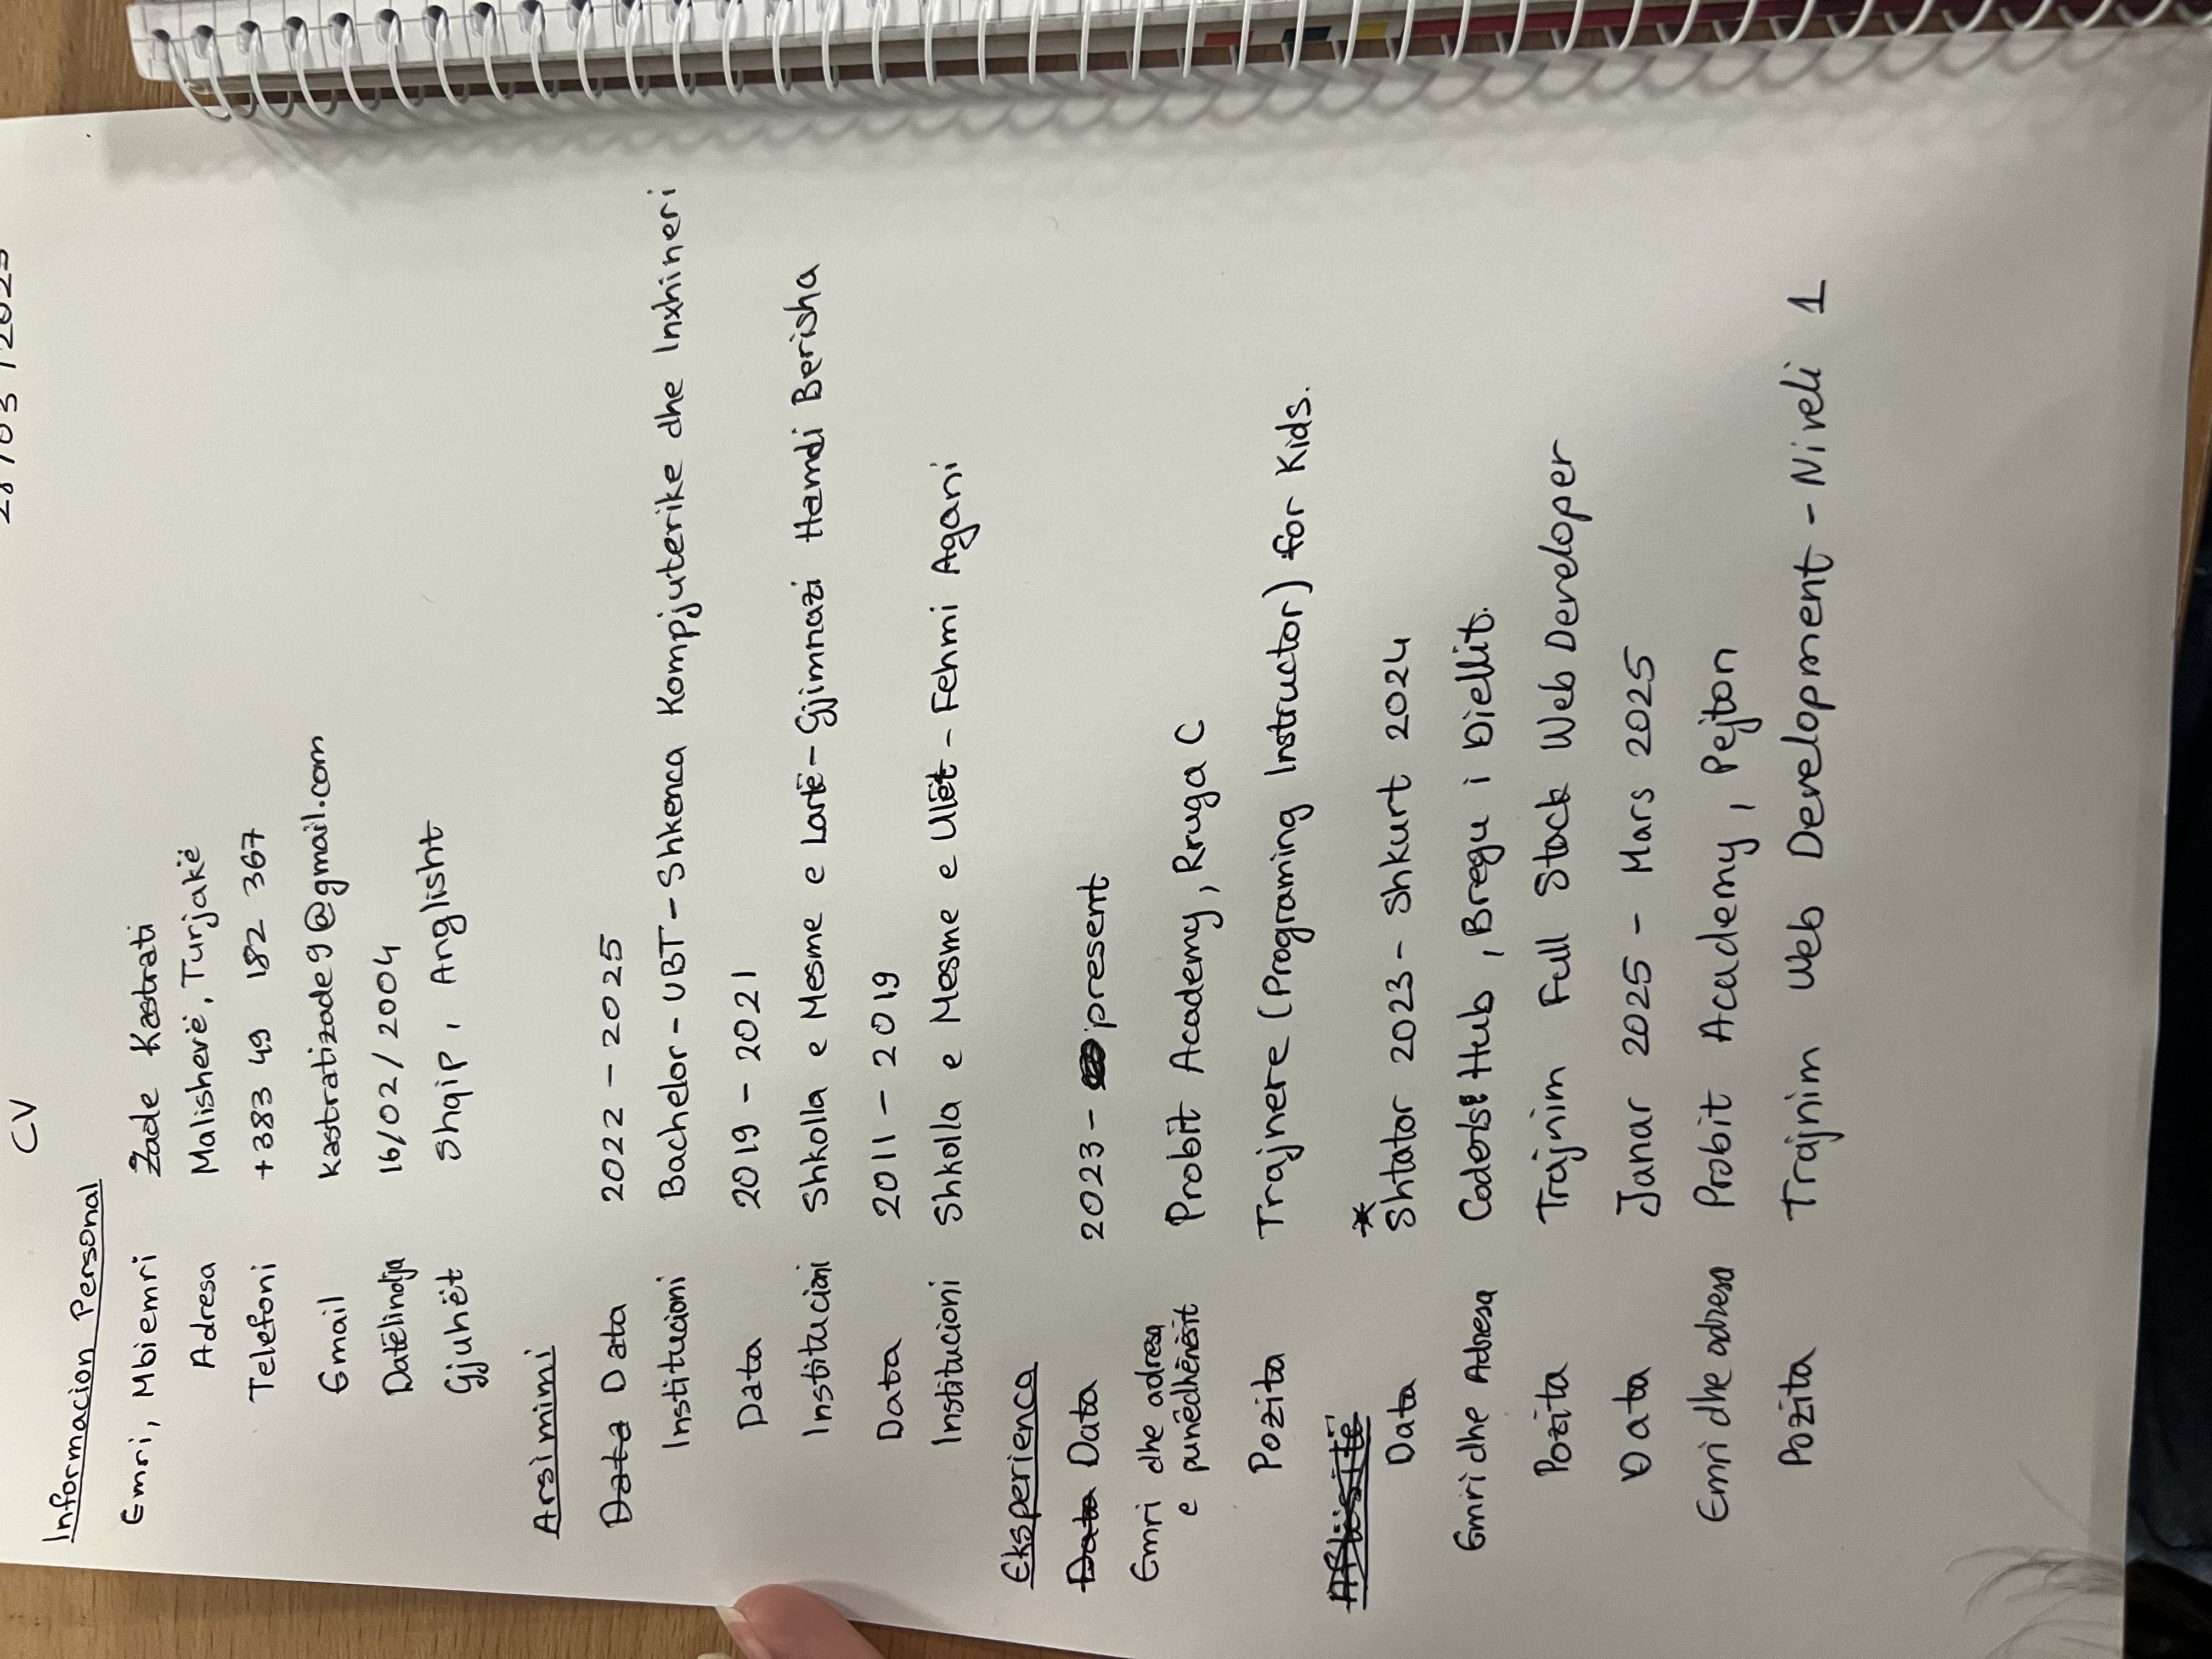 CV
28/03/2025
Informacion Personal
Emri, Mbiemri Zade Kastrati
Adresa Malishevë, Turjakë
Telefoni +383 49 182 367
Email kastratizade9@gmail.com
Datëlindja 16/02/2004
Gjuhët Shqip, Anglisht
Arsimimi
Data Data 2022 - 2025
Institucioni Bachelor - UBT - Shkenca Kompjuterike dhe Inxhineri
Data 2019 - 2021
Institucioni Shkolla e Mesme e Lartë - Gjimnazi Hamdi Berisha
Data 2011 - 2019
Institucioni Shkolla e Mesme e Ulët - Fehmi Agani
Eksperienca
Data Data 2023 - present
Emri dhe adresa
e punëdhënësit Probit Academy, Rruga C
Pozita Trajnere (Programing Instructor) for Kids.
Aftësitë
Data Shtator 2023 - Shkurt 2024
Emri dhe Adresa Hub, Bregu i Diellit.
Pozita Trajnim Full Stack Web Developer
Data Janar 2025 - Mars 2025
Emri dhe adresa Probit Academy, Pejton
Pozita Trajnim Web Development - Niveli 1